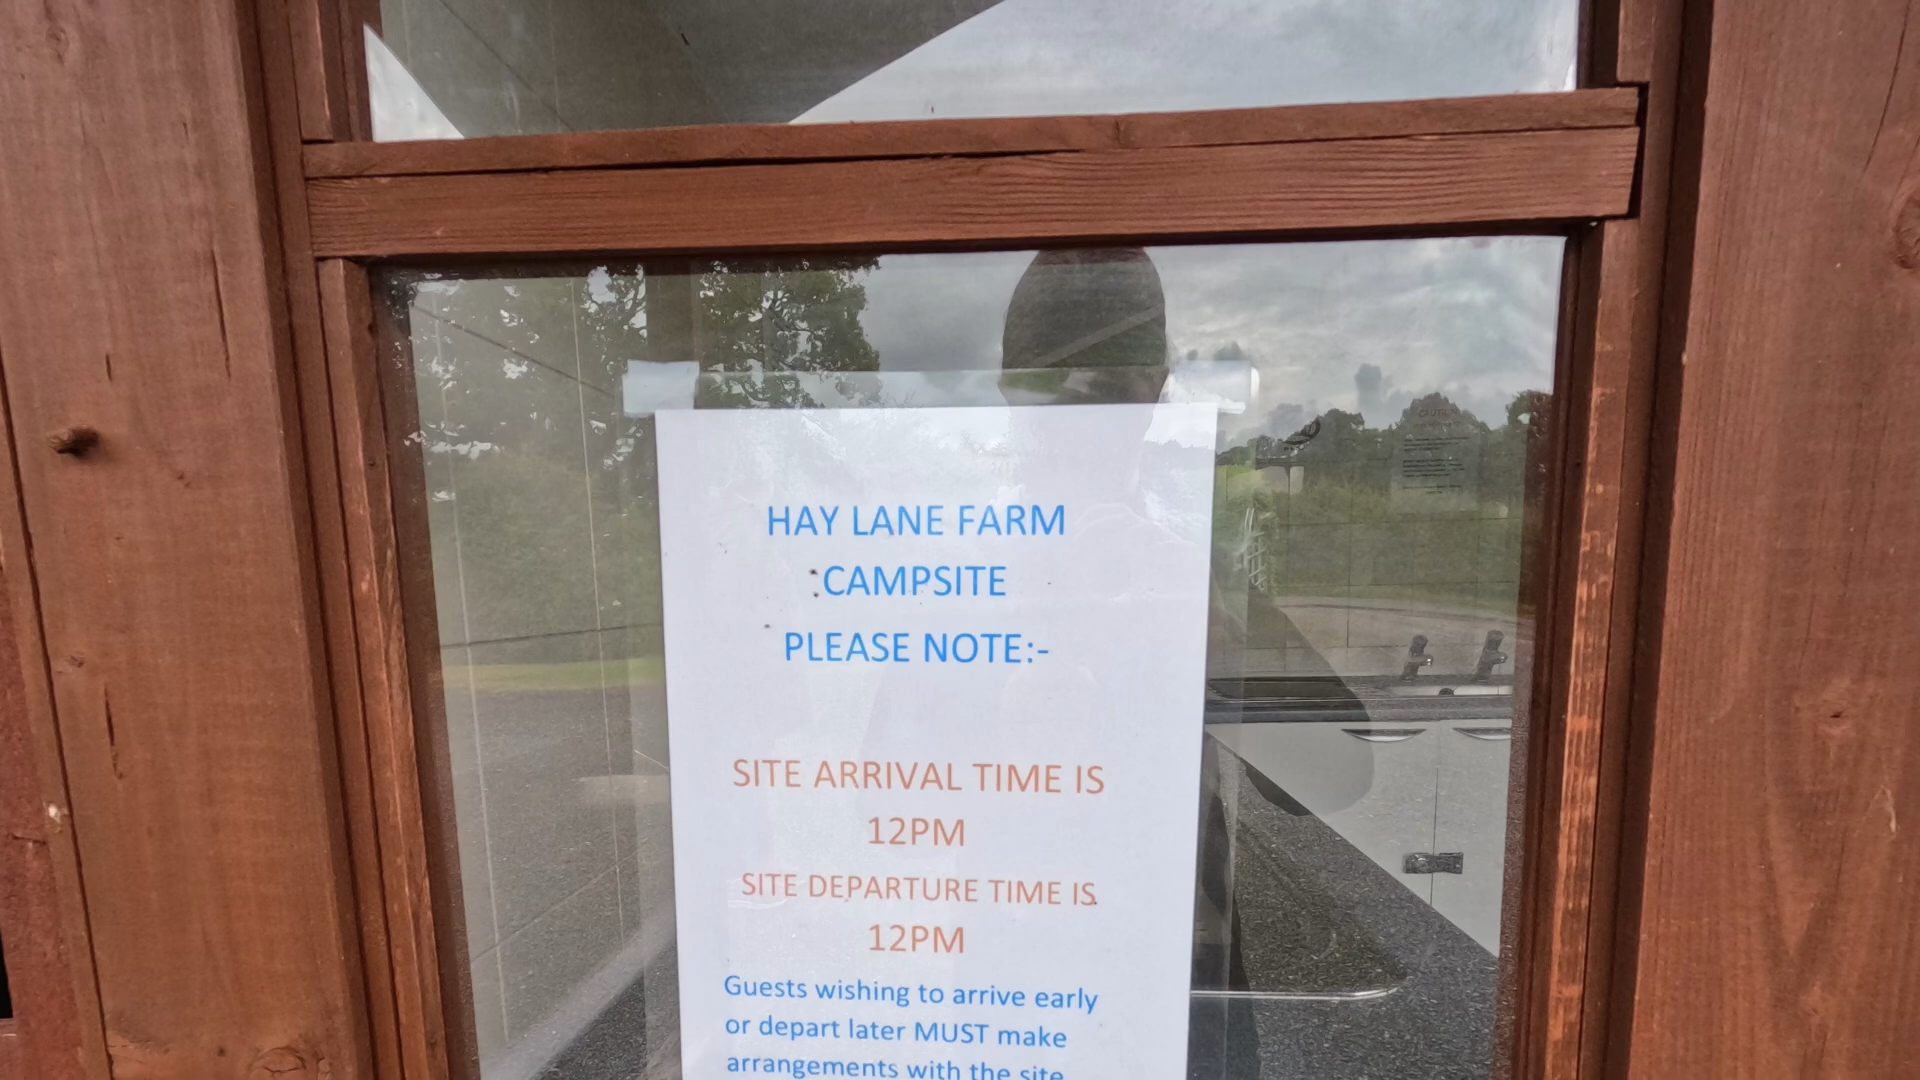 HAY LANE FARM
CAMPSITE
PLEASE NOTE:-
SITE ARRIVAL TIME IS
12PM
SITE DEPARTURE TIME IS
12PM
Guests wishing to arrive early
or depart later MUST make
arrangements with the site
CAUTION